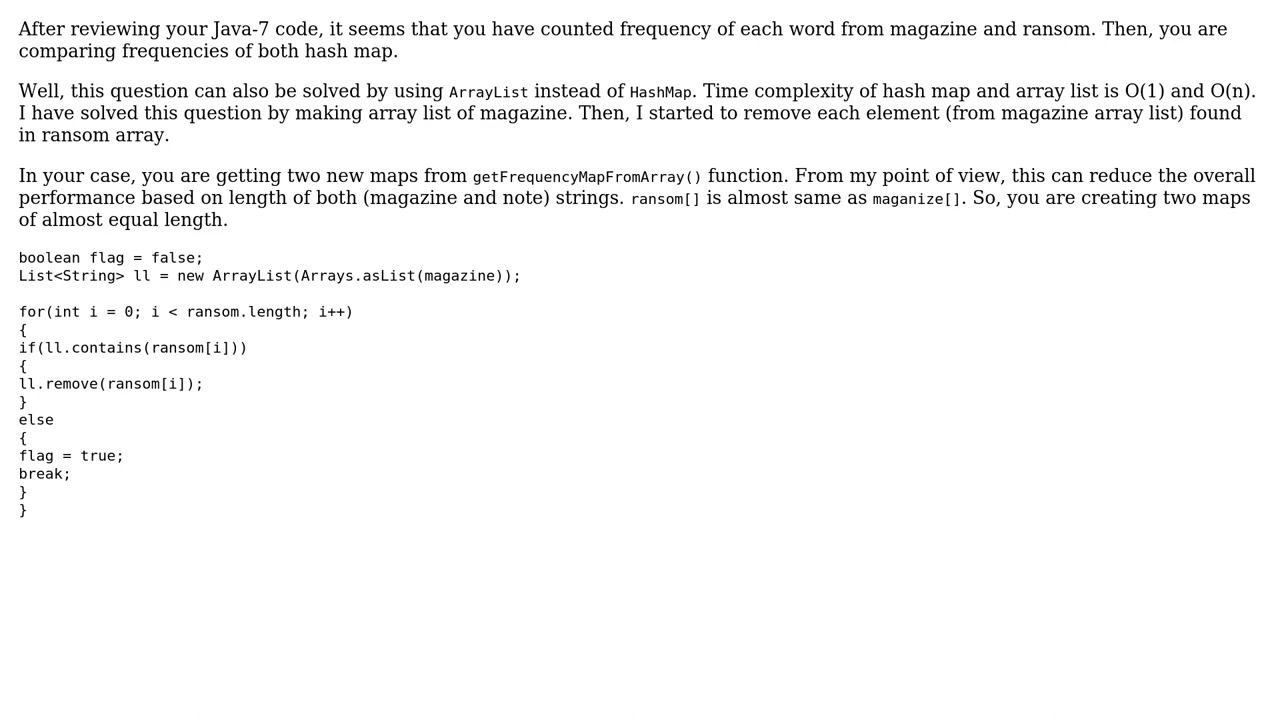 After reviewing your Java-7 code, it seems that you have counted frequency of each word from magazine and ransom. Then, you are
comparing frequencies of both hash map.
Well, this question can also be solved by using ArrayList instead of HashMap. Time complexity of hash map and array list is O(1) and O(n).
I have solved this question by making array list of magazine. Then, I started to remove each element (from magazine array list) found
in ransom array.
In your case, you are getting two new maps from getFrequencyMapFromArray() function. From my point of view, this can reduce the overall
performance based on length of both (magazine and note) strings. ransom[] is almost same as maganize[]. So, you are creating two maps
of almost equal length.
boolean flag = false;
List<String> ll = new ArrayList(Arrays.asList(magazine));
for(int i = 0; i < ransom.length; i++)
{
if(ll.contains(ransom[i]))
{
ll.remove(ransom[i]);
}
else
{
flag = true;
break;
}
}